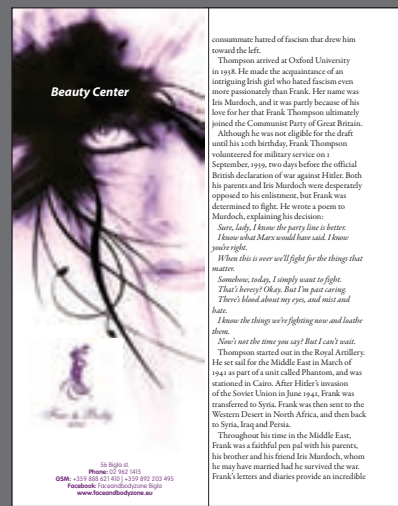 Beauty Center
56 Bigla st.
Phone: 02 962 1415
GSM: +359 888 621 410 | +359 892 203 495
Facebook: Faceandbodyzone Bigla
www.faceandbodyzone.eu
consummate hatred of fascism that drew him
toward the left.
Thompson arrived at Oxford University
in 1938. He made the acquaintance of an
intriguing Irish girl who hated fascism even
more passionately than Frank. Her name was
Iris Murdoch, and it was partly because of his
love for her that Frank Thompson ultimately
joined the Communist Party of Great Britain.
Although he was not eligible for the draft
until his 20th birthday, Frank Thompson
volunteered for military service on 1
September, 1939, two days before the official
British declaration of war against Hitler. Both
his parents and Iris Murdoch were desperately
opposed to his enlistment, but Frank was
determined to fight. He wrote a poem to
Murdoch, explaining his decision:
Sure, lady, I know the party line is better.
I know what Marx would have said. I know
you're right.
When this is over we'll fight for the things that
matter.
Somehow, today, I simply want to fight.
That's heresy? Okay. But I'm past caring.
There's blood about my eyes, and mist and
hate.
I know the things we're fighting now and loathe
them.
Now's not the time you say? But I can't wait.
Thompson started out in the Royal Artillery.
He set sail for the Middle East in March of
1941 as part of a unit called Phantom, and was
stationed in Cairo. After Hitler's invasion
of the Soviet Union in June 1941, Frank was
transferred to Syria. Frank was then sent to the
Western Desert in North Africa, and then back
to Syria, Iraq and Persia.
Throughout his time in the Middle East,
Frank was a faithful pen pal with his parents,
his brother and his friend Iris Murdoch, whom
he may have married had he survived the war.
Frank's letters and diaries provide an incredible